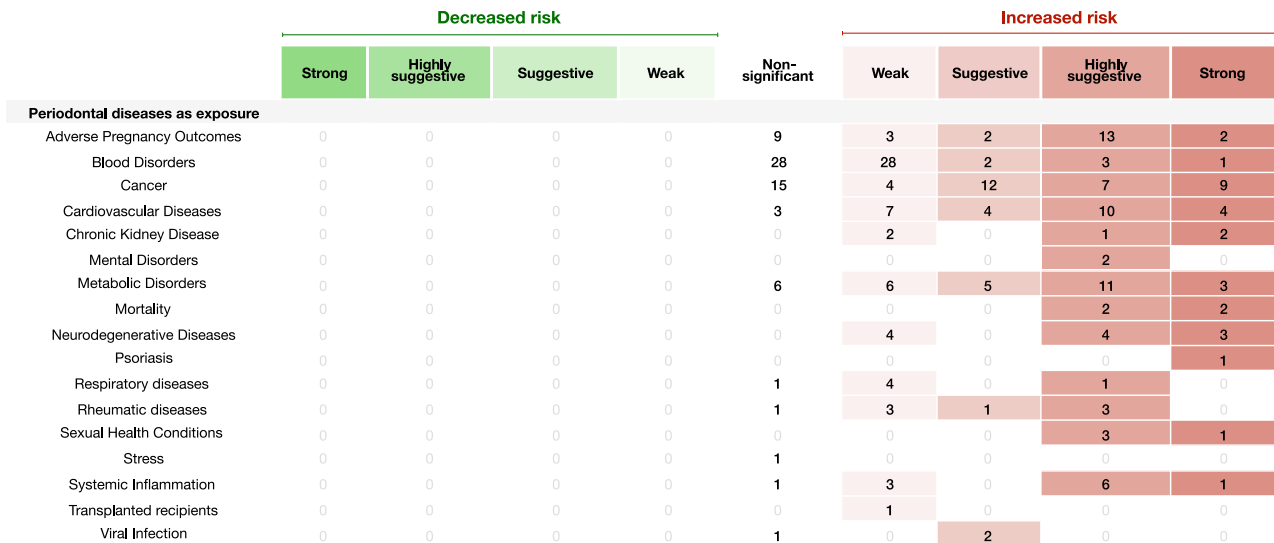 Decreased risk Increased risk
Strong Highly suggestive Suggestive Weak Non-significant Weak Suggestive Highly suggestive Strong
Periodontal diseases as exposure
Adverse Pregnancy Outcomes 0 0 0 0 9 3 2 13 2
Blood Disorders 0 0 0 0 28 28 2 3 1
Cancer 0 0 0 0 15 4 12 7 9
Cardiovascular Diseases 0 0 0 0 3 7 4 10 4
Chronic Kidney Disease 0 0 0 0 0 2 0 1 2
Mental Disorders 0 0 0 0 0 0 0 2 0
Metabolic Disorders 0 0 0 0 6 6 5 11 3
Mortality 0 0 0 0 0 0 0 2 2
Neurodegenerative Diseases 0 0 0 0 0 4 0 4 3
Psoriasis 0 0 0 0 0 0 0 0 1
Respiratory diseases 0 0 0 0 1 4 0 1 0
Rheumatic diseases 0 0 0 0 1 3 1 3 0
Sexual Health Conditions 0 0 0 0 0 0 0 3 1
Stress 0 0 0 0 1 0 0 0 0
Systemic Inflammation 0 0 0 0 1 3 0 6 1
Transplanted recipients 0 0 0 0 0 1 0 0 0
Viral Infection 0 0 0 0 1 0 2 0 0